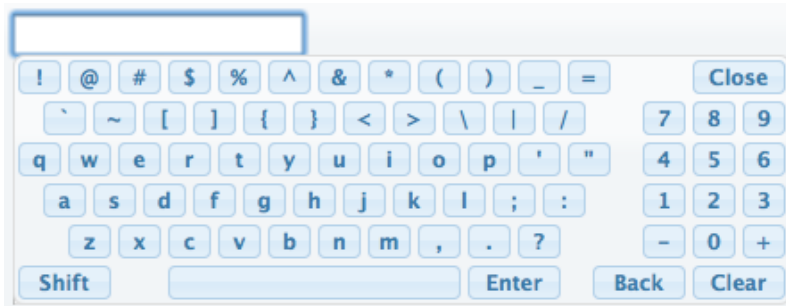 ! @ # $ % ^ & * ( ) _ = Close
` ~ [ ] { } < > \ | / 7 8 9
q w e r t y u i o p ' " 4 5 6
a s d f g h j k l ; : 1 2 3
z x c v b n m , . ? - 0 +
Shift Enter Back Clear